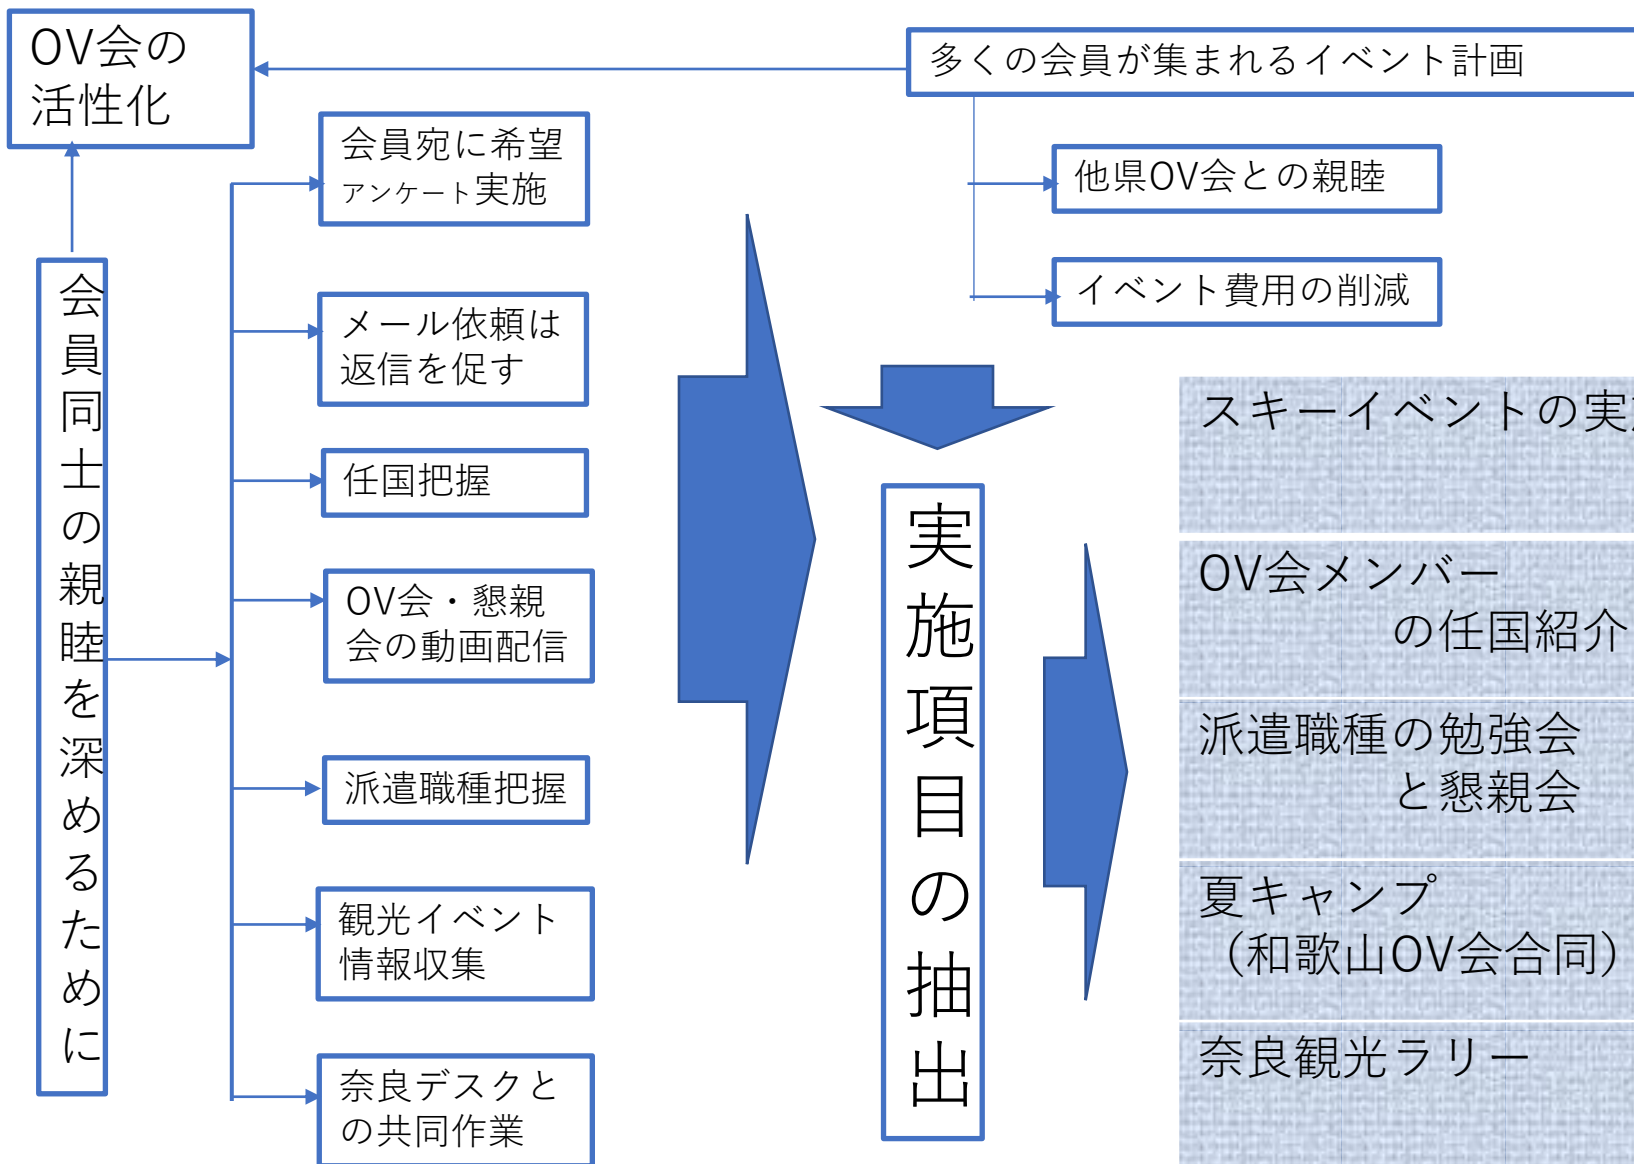 OV会の
活性化
多くの会員が集まれるイベント計画
会員宛に希望
アンケート実施
他県OV会との親睦
イベント費用の削減
会員同士の親睦を深めるために
メール依頼は
返信を促す
任国把握
OV会・懇親
会の動画配信
派遣職種把握
観光イベント
情報収集
奈良デスクと
の共同作業
実施項目の抽出
スキーイベントの実
OV会メンバー
の任国紹介
派遣職種の勉強会
と懇親会
夏キャンプ
（和歌山OV会合同）
奈良観光ラリー